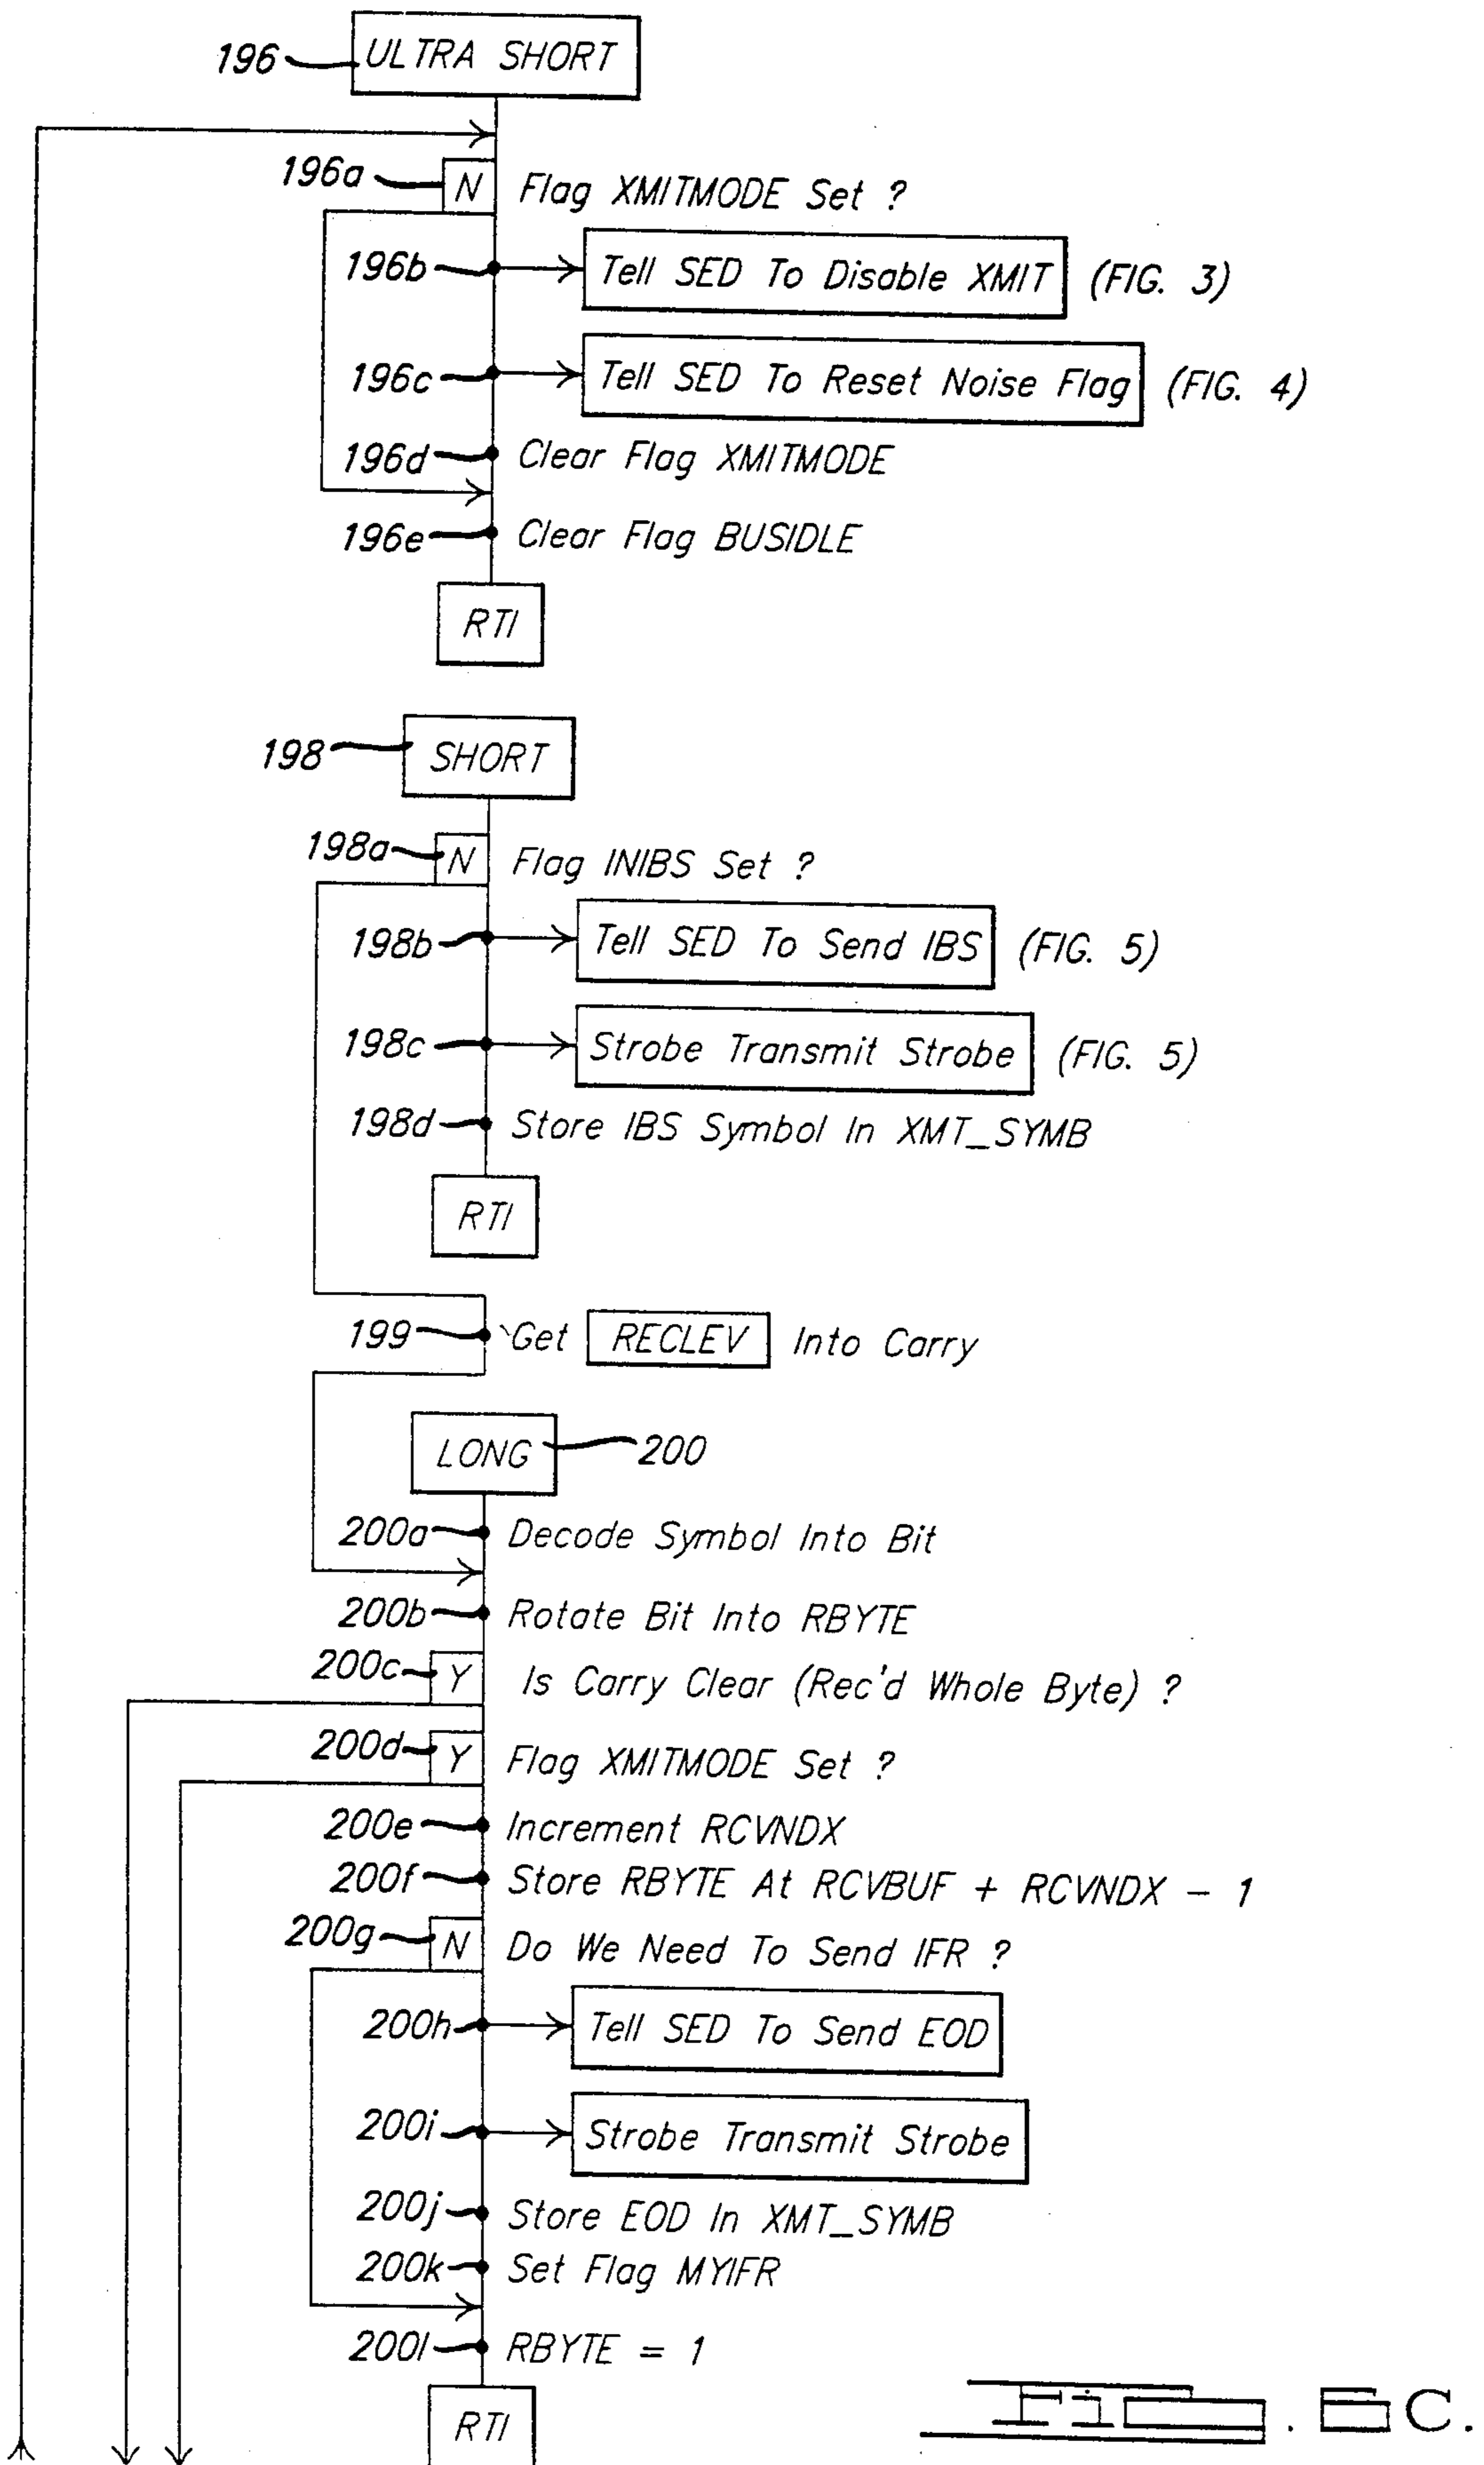 196 ULTRA SHORT
196a N Flag XMITMODE Set ?
196b Tell SED To Disable XMIT (FIG. 3)
196c Tell SED To Reset Noise Flag (FIG. 4)
196d Clear Flag XMITMODE
196e Clear Flag BUSIDLE
RTI
198 SHORT
198a N Flag INIBS Set ?
198b Tell SED To Send IBS (FIG. 5)
198c Strobe Transmit Strobe (FIG. 5)
198d Store IBS Symbol In XMT_SYMB
RTI
199 Get RECLEV Into Carry
LONG 200
200a Decode Symbol Into Bit
200b Rotate Bit Into RBYTE
200c Y Is Carry Clear (Rec'd Whole Byte) ?
200d Y Flag XMITMODE Set ?
200e Increment RCVNDX
200f Store RBYTE At RCVBUF + RCVNDX - 1
200g N Do We Need To Send IFR ?
200h Tell SED To Send EOD
200i Strobe Transmit Strobe
200j Store EOD In XMT_SYMB
200k Set Flag MYIFR
200l RBYTE = 1
RTI
Fig. 6C.